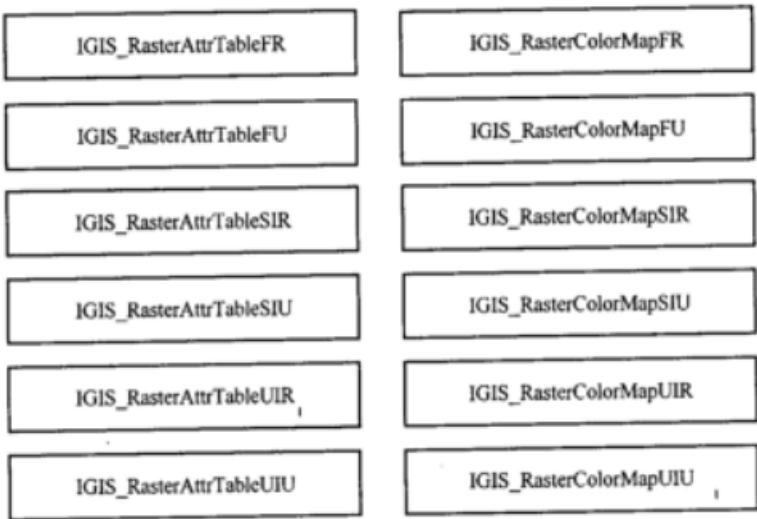 IGIS_RasterAttrTableFR
IGIS_RasterColorMapFR
IGIS_RasterAttrTableFU
IGIS_RasterColorMapFU
IGIS_RasterAttrTableSIR
IGIS_RasterColorMapSIR
IGIS_RasterAttrTableSIU
IGIS_RasterColorMapSIU
IGIS_RasterAttrTableUIR
IGIS_RasterColorMapUIR
IGIS_RasterAttrTableUIU
IGIS_RasterColorMapUIU